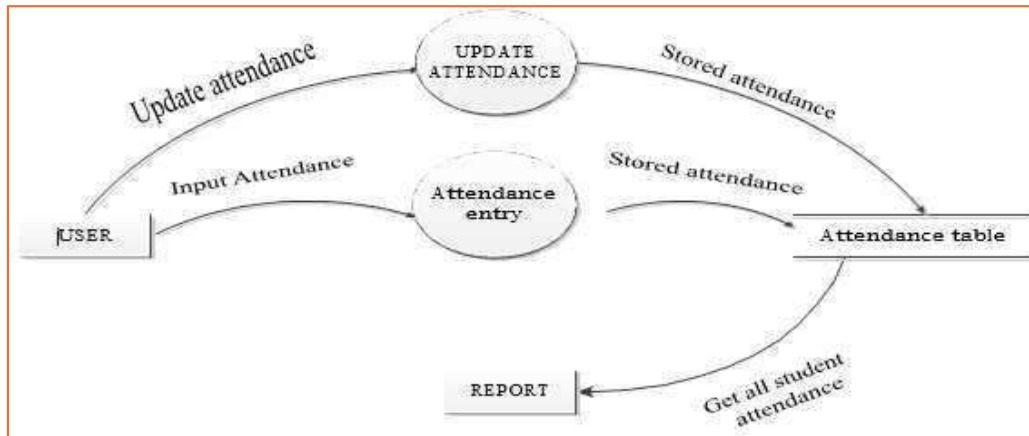 UPDATE
ATTENDANCE
Update attendance
Stored attendance
Input Attendance
Attendance
entry
Stored attendance
USER
Attendance table
REPORT
Get all student
attendance